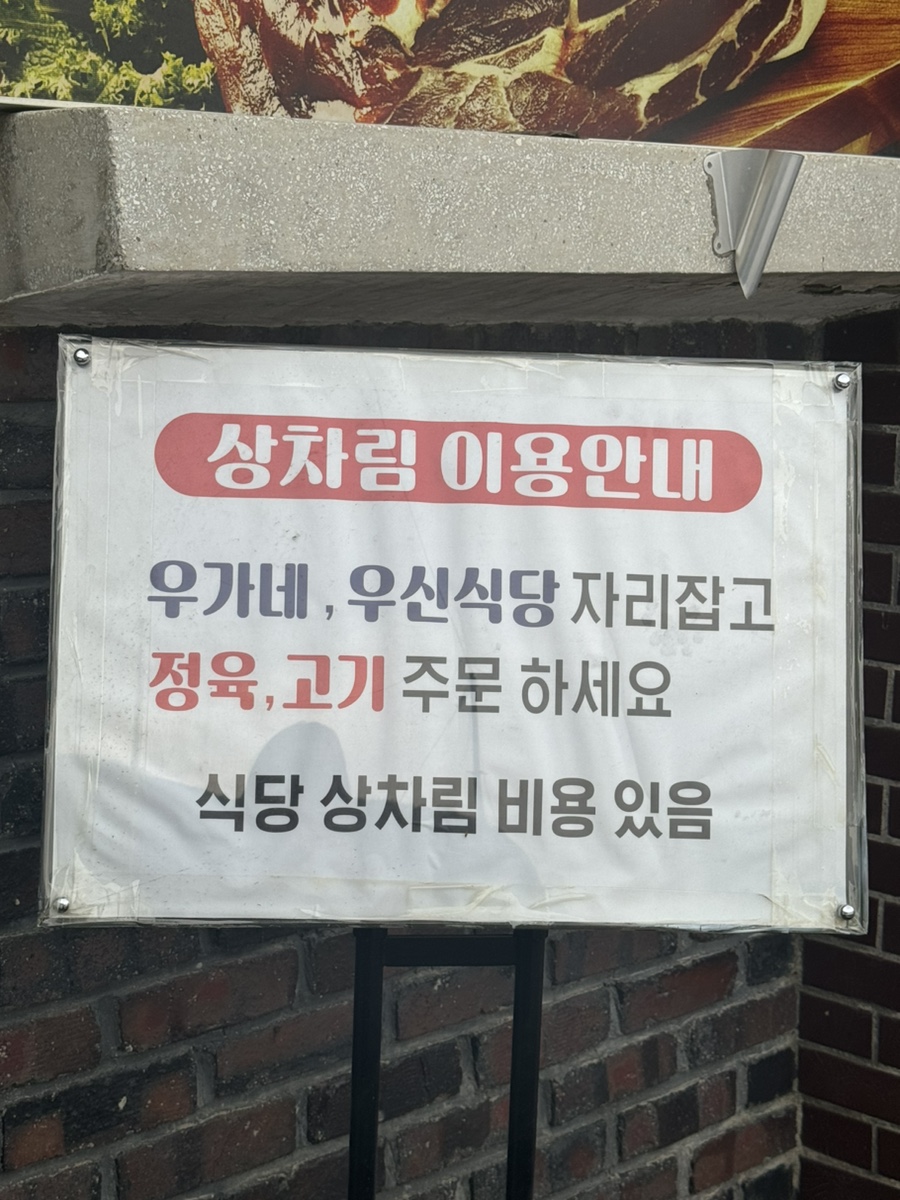 상차림 이용안내
우가네, 우신식당 자리잡고
정육,고기 주문 하세요
식당 상차림 비용 있음